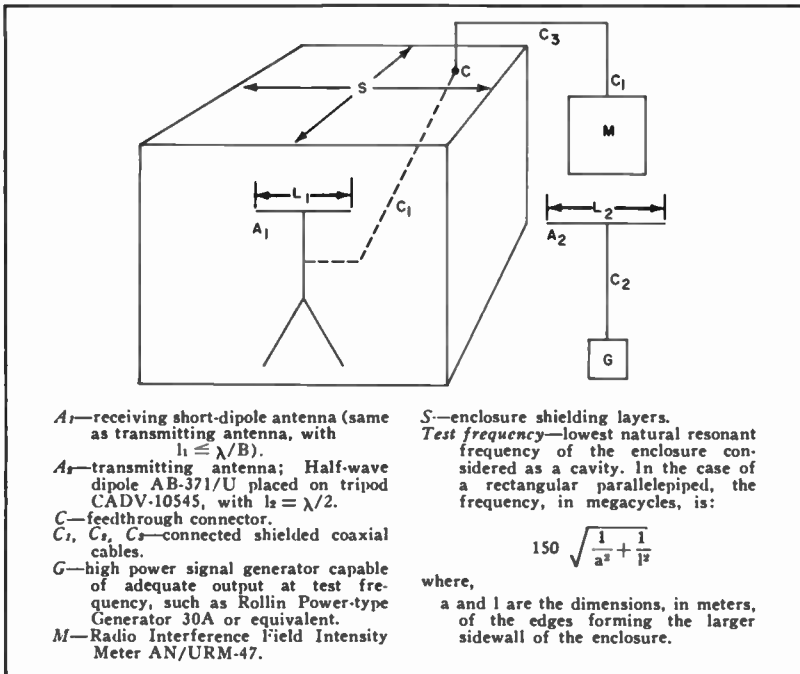 C3
S
C
C1
M
L1
A1
C1
L2
A2
C2
G
A1—receiving short-dipole antenna (same
as transmitting antenna, with
l1 ≦ λ/B).
A2—transmitting antenna; Half-wave
dipole AB-371/U placed on tripod
CADV-10545, with l2 = λ/2.
C—feedthrough connector.
C1, C2, C3—connected shielded coaxial
cables.
G—high power signal generator capable
of adequate output at test fre-
quency, such as Rollin Power-type
Generator 30A or equivalent.
M—Radio Interference Field Intensity
Meter AN/URM-47.
S—enclosure shielding layers.
Test frequency—lowest natural resonant
frequency of the enclosure con-
sidered as a cavity. In the case of
a rectangular parallelepiped, the
frequency, in megacycles, is:
150 √(1/a² + 1/l²)
where,
a and l are the dimensions, in meters,
of the edges forming the larger
sidewall of the enclosure.